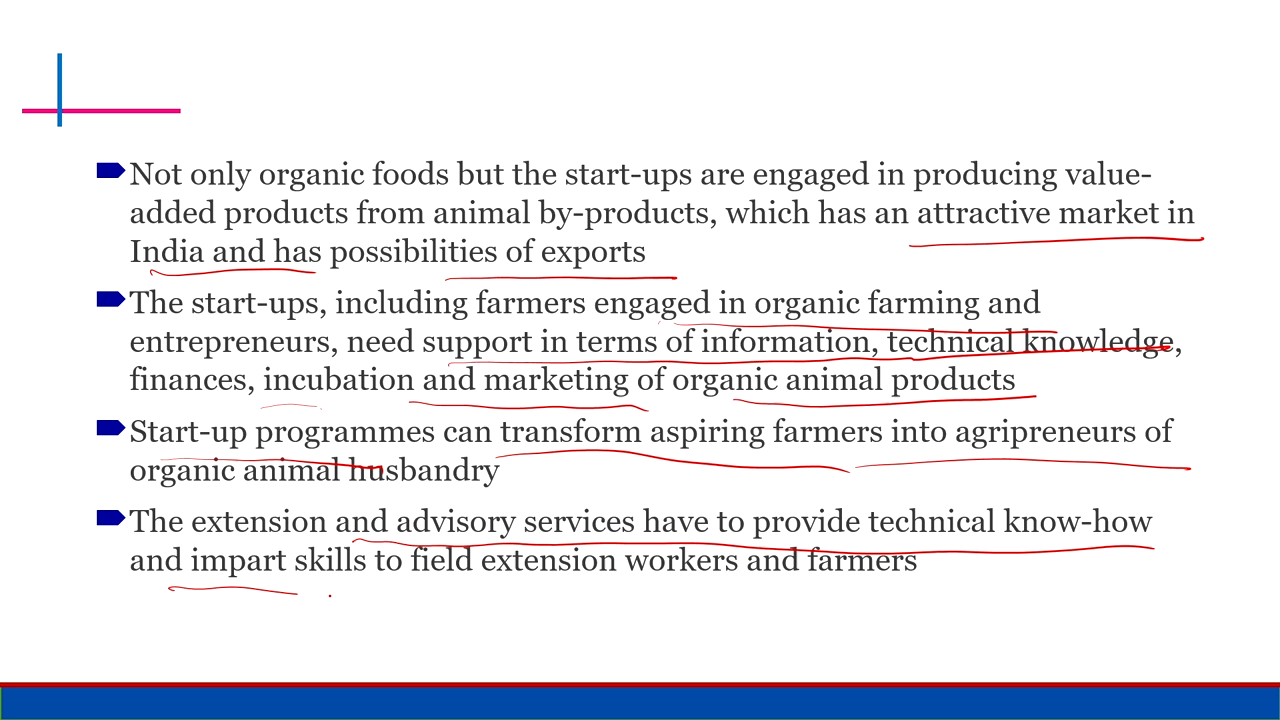 Not only organic foods but the start-ups are engaged in producing value-
added products from animal by-products, which has an attractive market in
India and has possibilities of exports
The start-ups, including farmers engaged in organic farming and
entrepreneurs, need support in terms of information, technical knowledge,
finances, incubation and marketing of organic animal products
Start-up programmes can transform aspiring farmers into agripreneurs of
organic animal husbandry
The extension and advisory services have to provide technical know-how
and impart skills to field extension workers and farmers